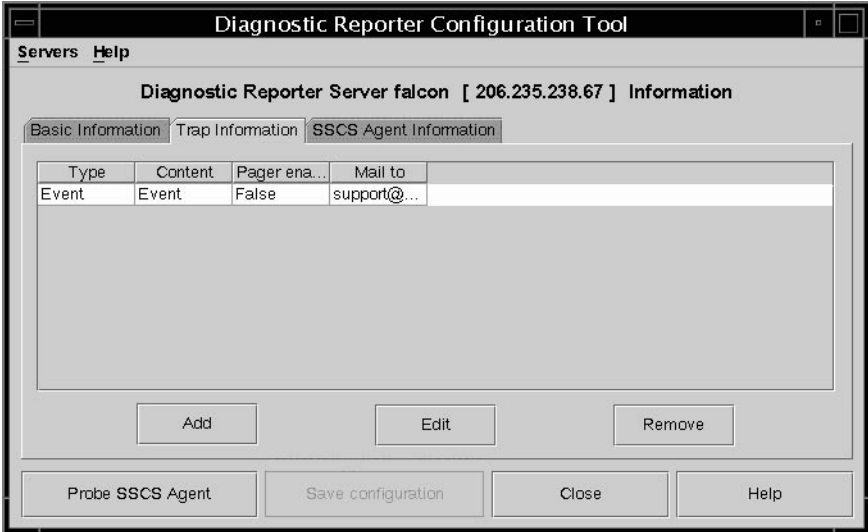 Diagnostic Reporter Configuration Tool
Servers Help
Diagnostic Reporter Server falcon [ 206.235.238.67 ] Information
Basic Information Trap Information SSCS Agent Information
Type Content Pager ena... Mail to
Event Event False support@...
Add Edit Remove
Probe SSCS Agent Save configuration Close Help